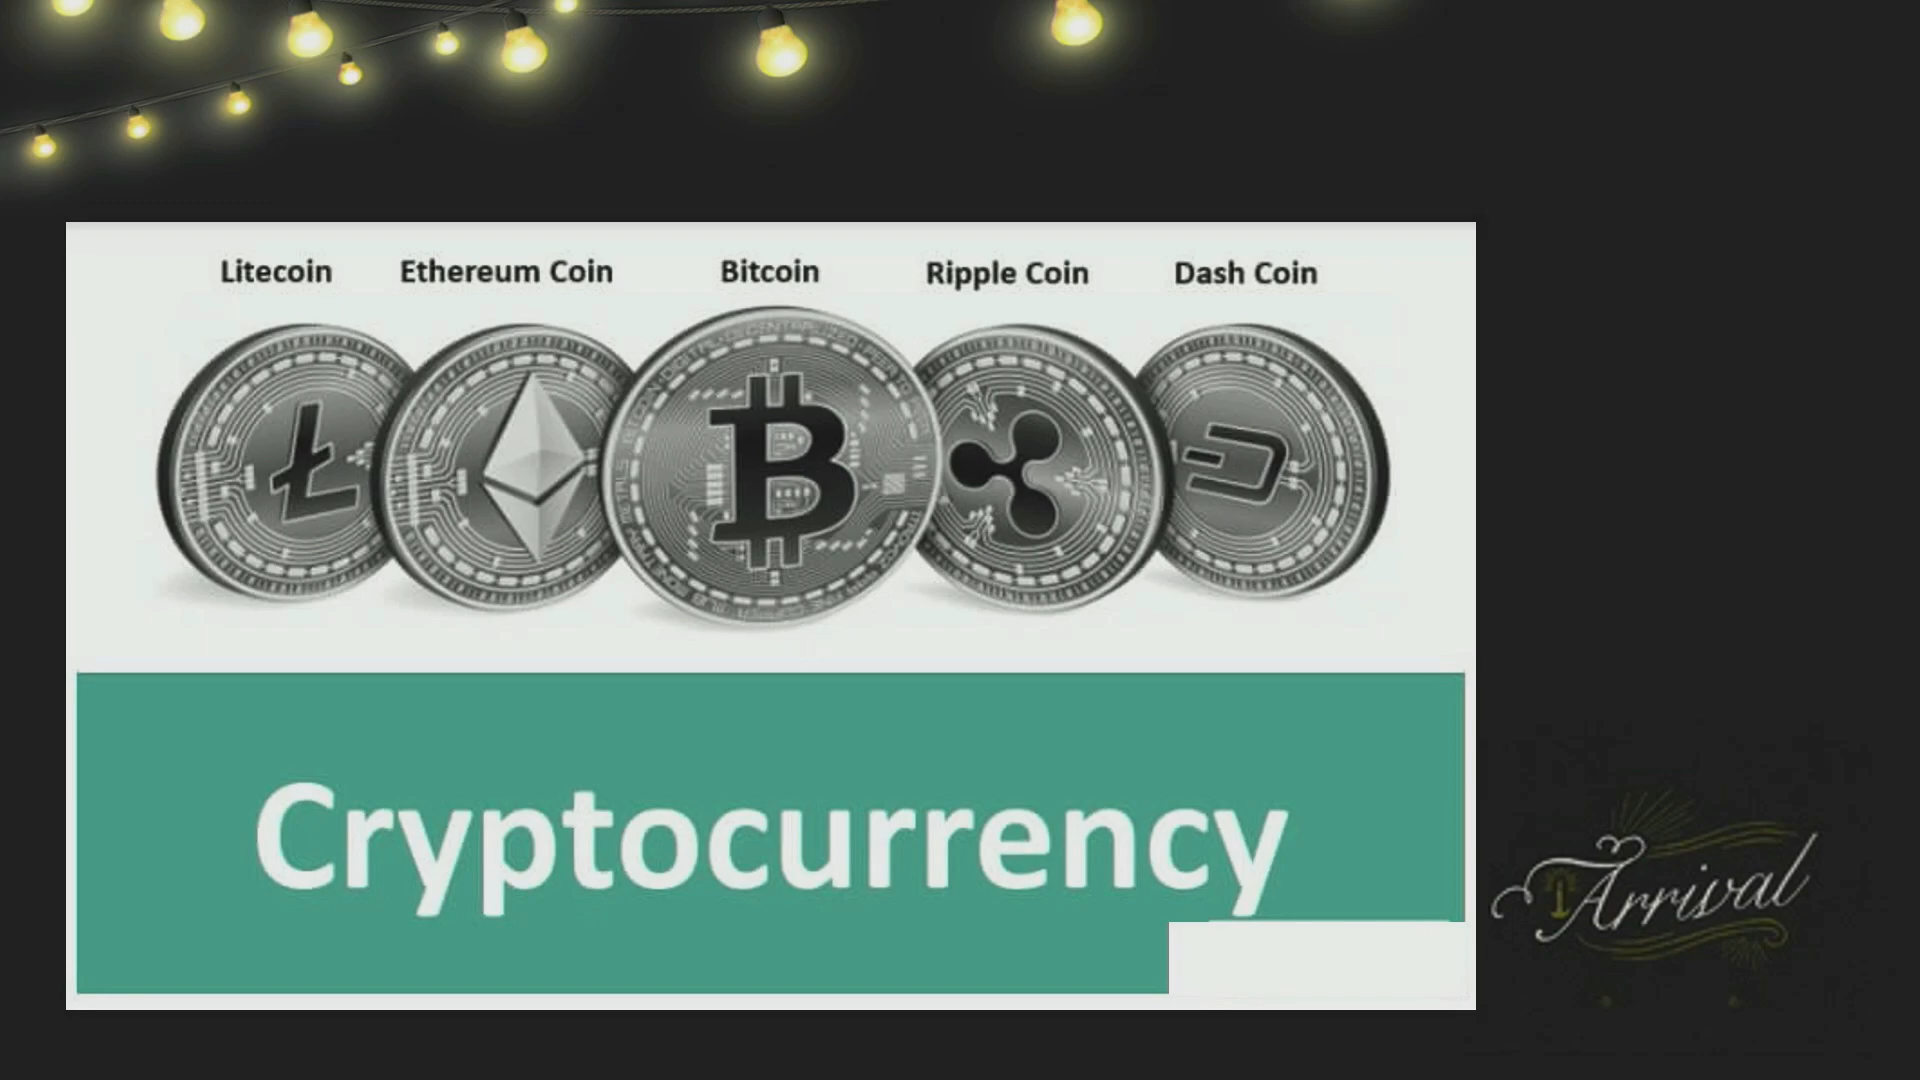 Litecoin Ethereum Coin Bitcoin Ripple Coin Dash Coin
Cryptocurrency
Arrival